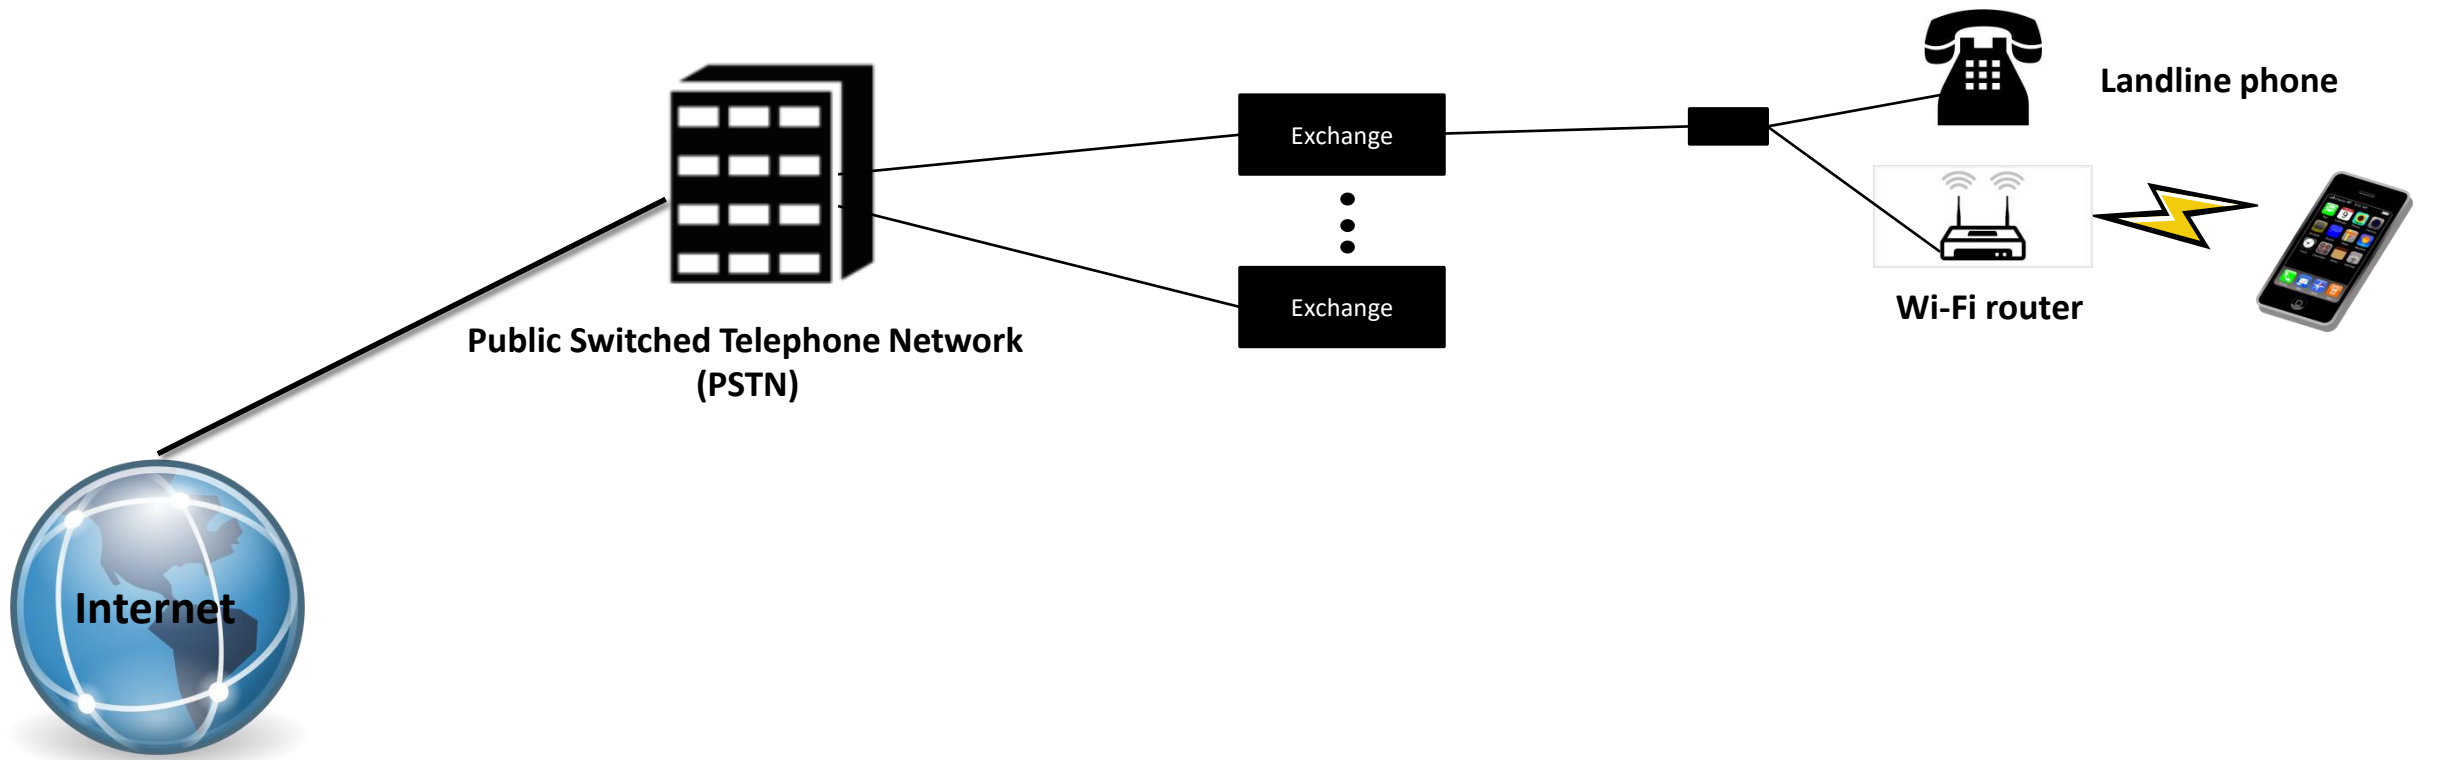 Landline phone
Exchange
Wi-Fi router
Exchange
Public Switched Telephone Network
(PSTN)
Internet